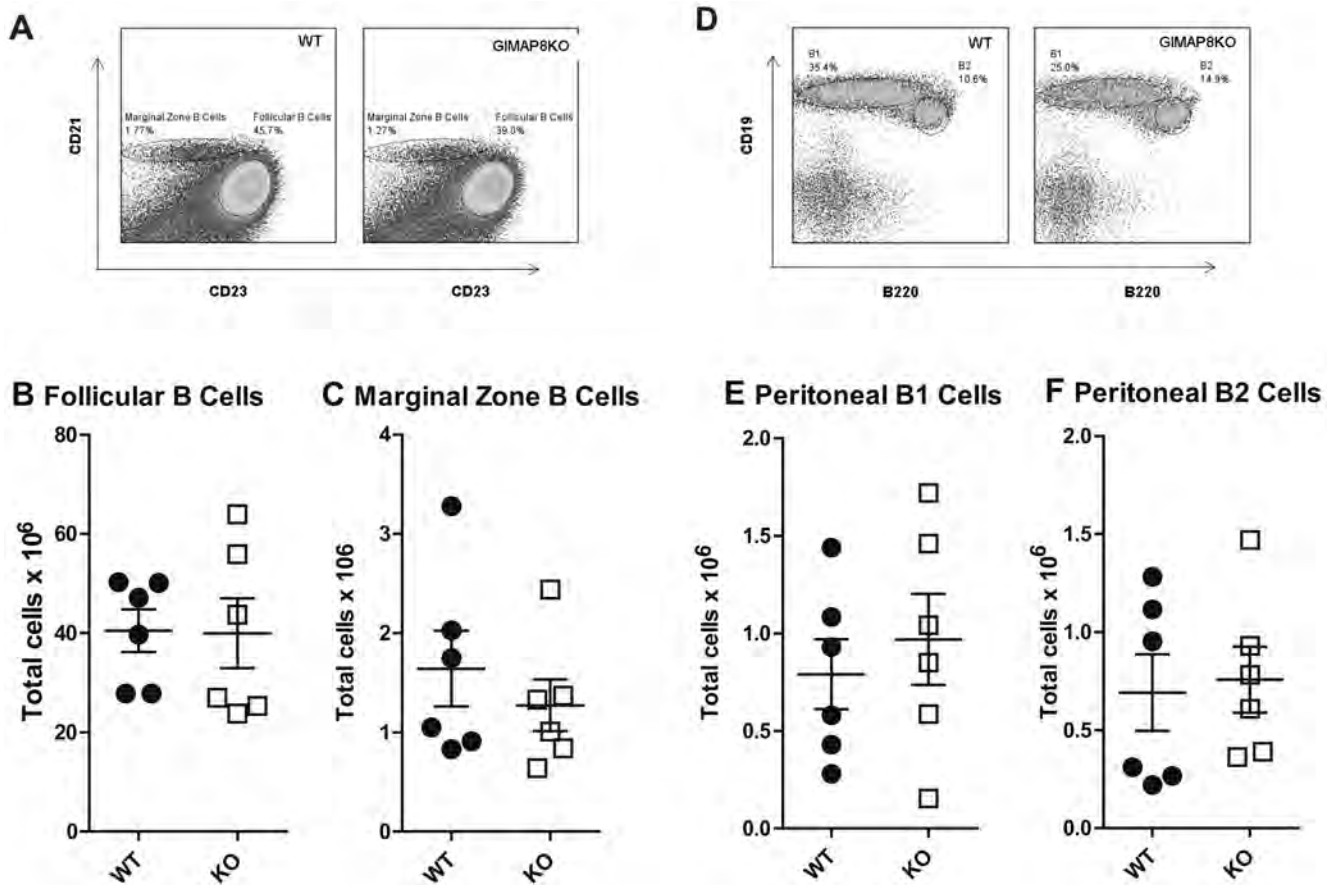 A
WT
GIMAP8KO
Marginal Zone B Cells
1.77%
Follicular B Cells
45.7%
Marginal Zone B Cells
1.27%
Follicular B Cells
39.0%
CD21
CD23
CD23
D
WT
GIMAP8KO
B1
35.4%
B2
10.6%
B1
25.0%
B2
14.9%
CD19
B220
B220
B Follicular B Cells
Total cells x 10⁶
80
60
40
20
0
WT
KO
C Marginal Zone B Cells
Total cells x 106
4
3
2
1
0
WT
KO
E Peritoneal B1 Cells
Total cells x 10⁶
2.0
1.5
1.0
0.5
0.0
WT
KO
F Peritoneal B2 Cells
Total cells x 10⁶
2.0
1.5
1.0
0.5
0.0
WT
KO